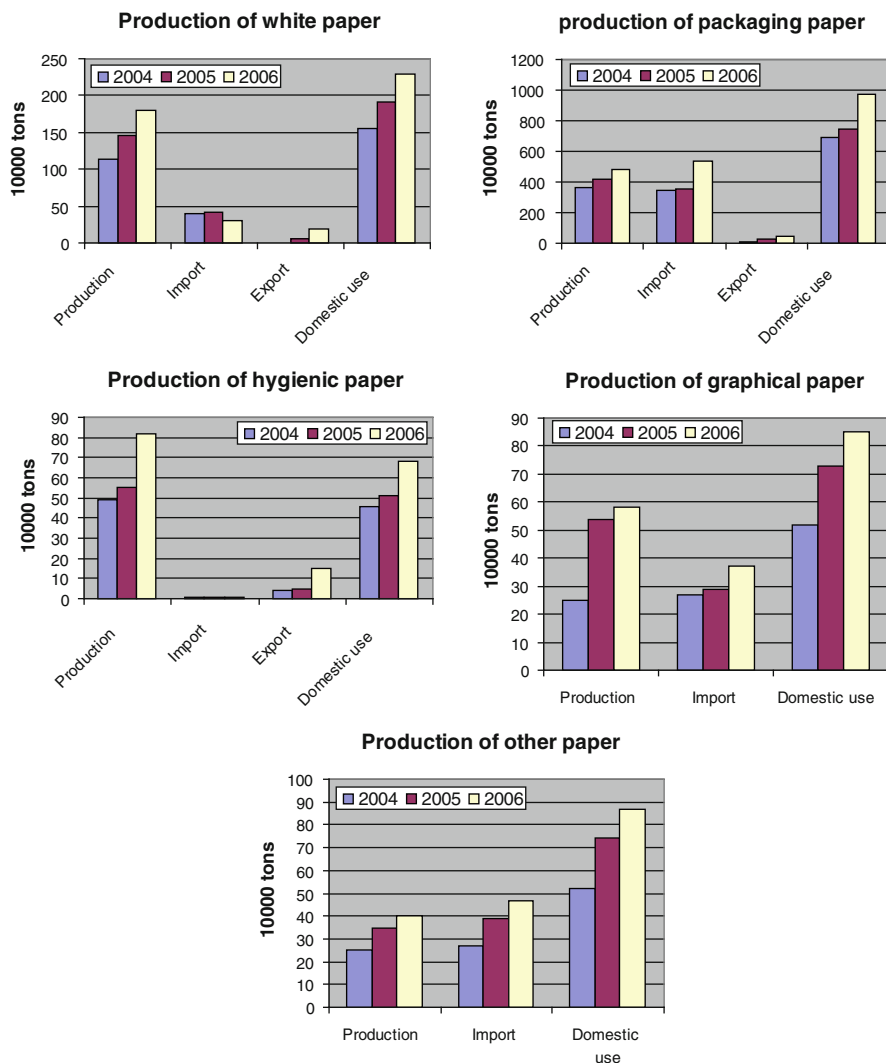 Production of white paper
10000 tons
250
200
150
100
50
0
2004 2005 2006
Production
Import
Export
Domestic use
production of packaging paper
10000 tons
1200
1000
800
600
400
200
0
2004 2005 2006
Production
Import
Export
Domestic use
Production of hygienic paper
10000 tons
90
80
70
60
50
40
30
20
10
0
2004 2005 2006
Production
Import
Export
Domestic use
Production of graphical paper
10000 tons
90
80
70
60
50
40
30
20
10
0
2004 2005 2006
Production
Import
Domestic use
Production of other paper
10000 tons
100
90
80
70
60
50
40
30
20
10
0
2004 2005 2006
Production
Import
Domestic
use